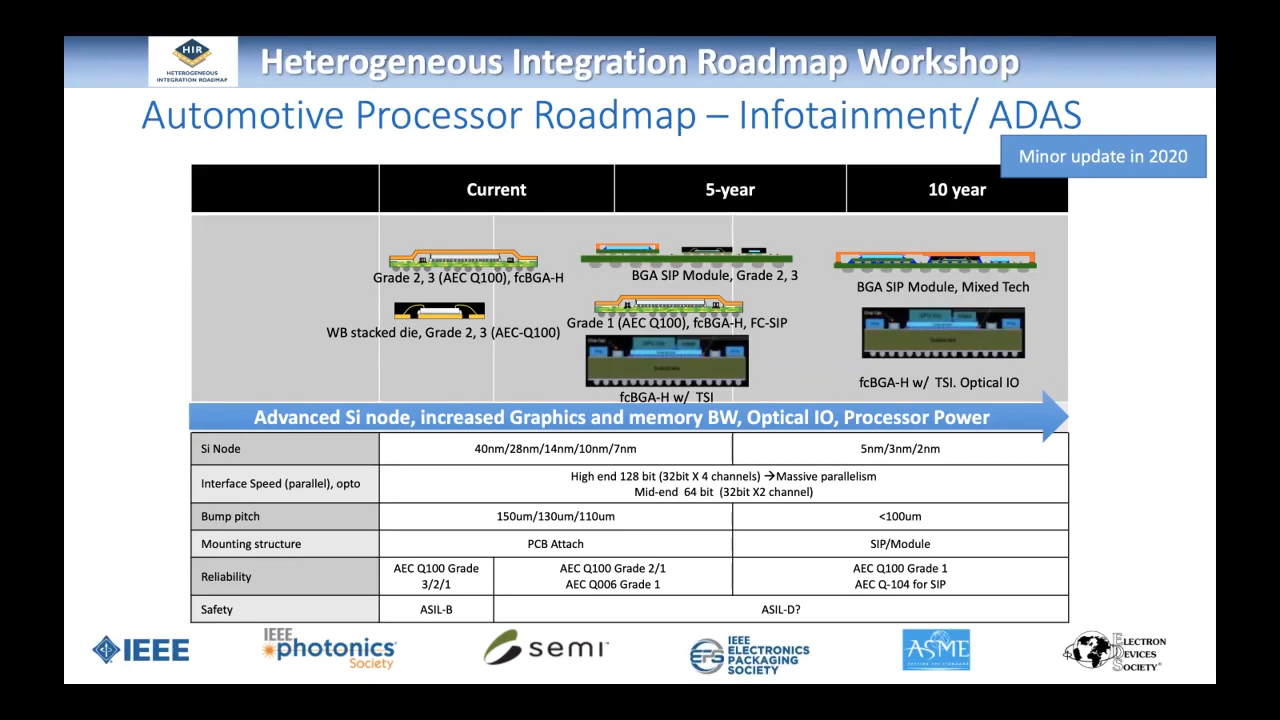 HIR
HETEROGENEOUS
INTEGRATION ROADMAP
Heterogeneous Integration Roadmap Workshop
Automotive Processor Roadmap – Infotainment/ ADAS
Minor update in 2020
Current
5-year
10 year
Grade 2, 3 (AEC Q100), fcBGA-H
WB stacked die, Grade 2, 3 (AEC-Q100)
BGA SIP Module, Grade 2, 3
Grade 1 (AEC Q100), fcBGA-H, FC-SIP
Substrate
fcBGA-H w/ TSI
BGA SIP Module, Mixed Tech
Substrate
fcBGA-H w/ TSI. Optical IO
Advanced Si node, increased Graphics and memory BW, Optical IO, Processor Power
Si Node
40nm/28nm/14nm/10nm/7nm
5nm/3nm/2nm
Interface Speed (parallel), opto
High end 128 bit (32bit X 4 channels) →Massive parallelism
Mid-end 64 bit (32bit X2 channel)
Bump pitch
150um/130um/110um
<100um
Mounting structure
PCB Attach
SIP/Module
Reliability
AEC Q100 Grade
3/2/1
AEC Q100 Grade 2/1
AEC Q006 Grade 1
AEC Q100 Grade 1
AEC Q-104 for SIP
Safety
ASIL-B
ASIL-D?
IEEE
IEEE
photonics
Society
semi
EPS
IEEE
ELECTRONICS
PACKAGING
SOCIETY
ASME
SETTING THE STANDARD
ELECTRON
DEVICES
SOCIETY®